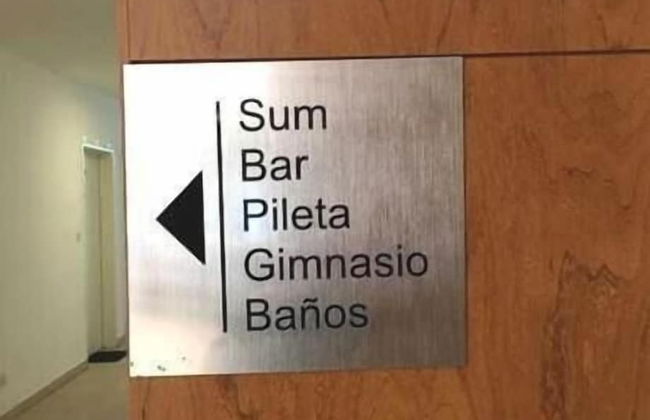 Sum
Bar
Pileta
Gimnasio
Baños